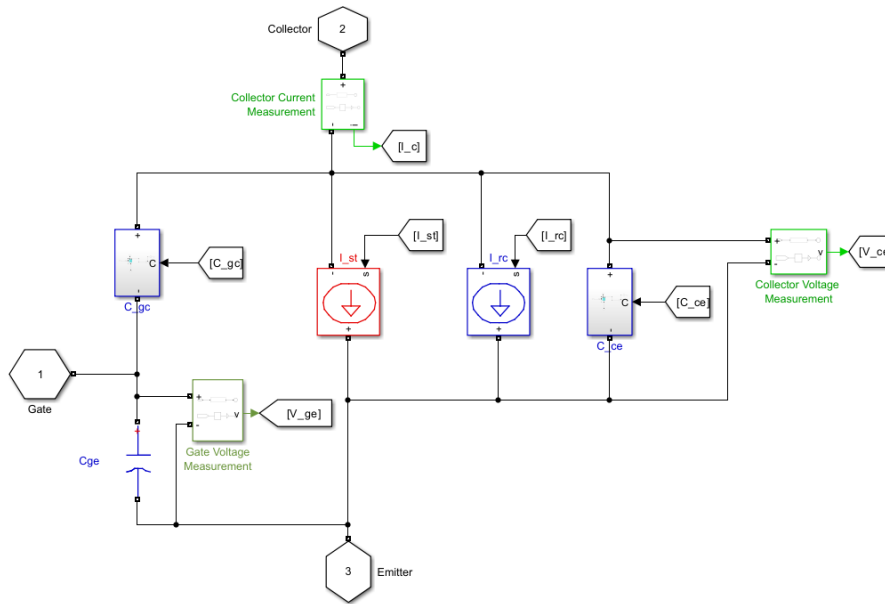 Collector
2
+
Collector Current
Measurement
-
i
[I_c]
+
[C_gc]
C
-
C_gc
I_st
[I_st]
-
s
+
I_rc
[I_rc]
-
s
+
+
[C_ce]
C
-
C_ce
+
-
v
[V_ce
Collector Voltage
Measurement
1
Gate
+
-
v
[V_ge]
Gate Voltage
Measurement
+
Cge
3
Emitter